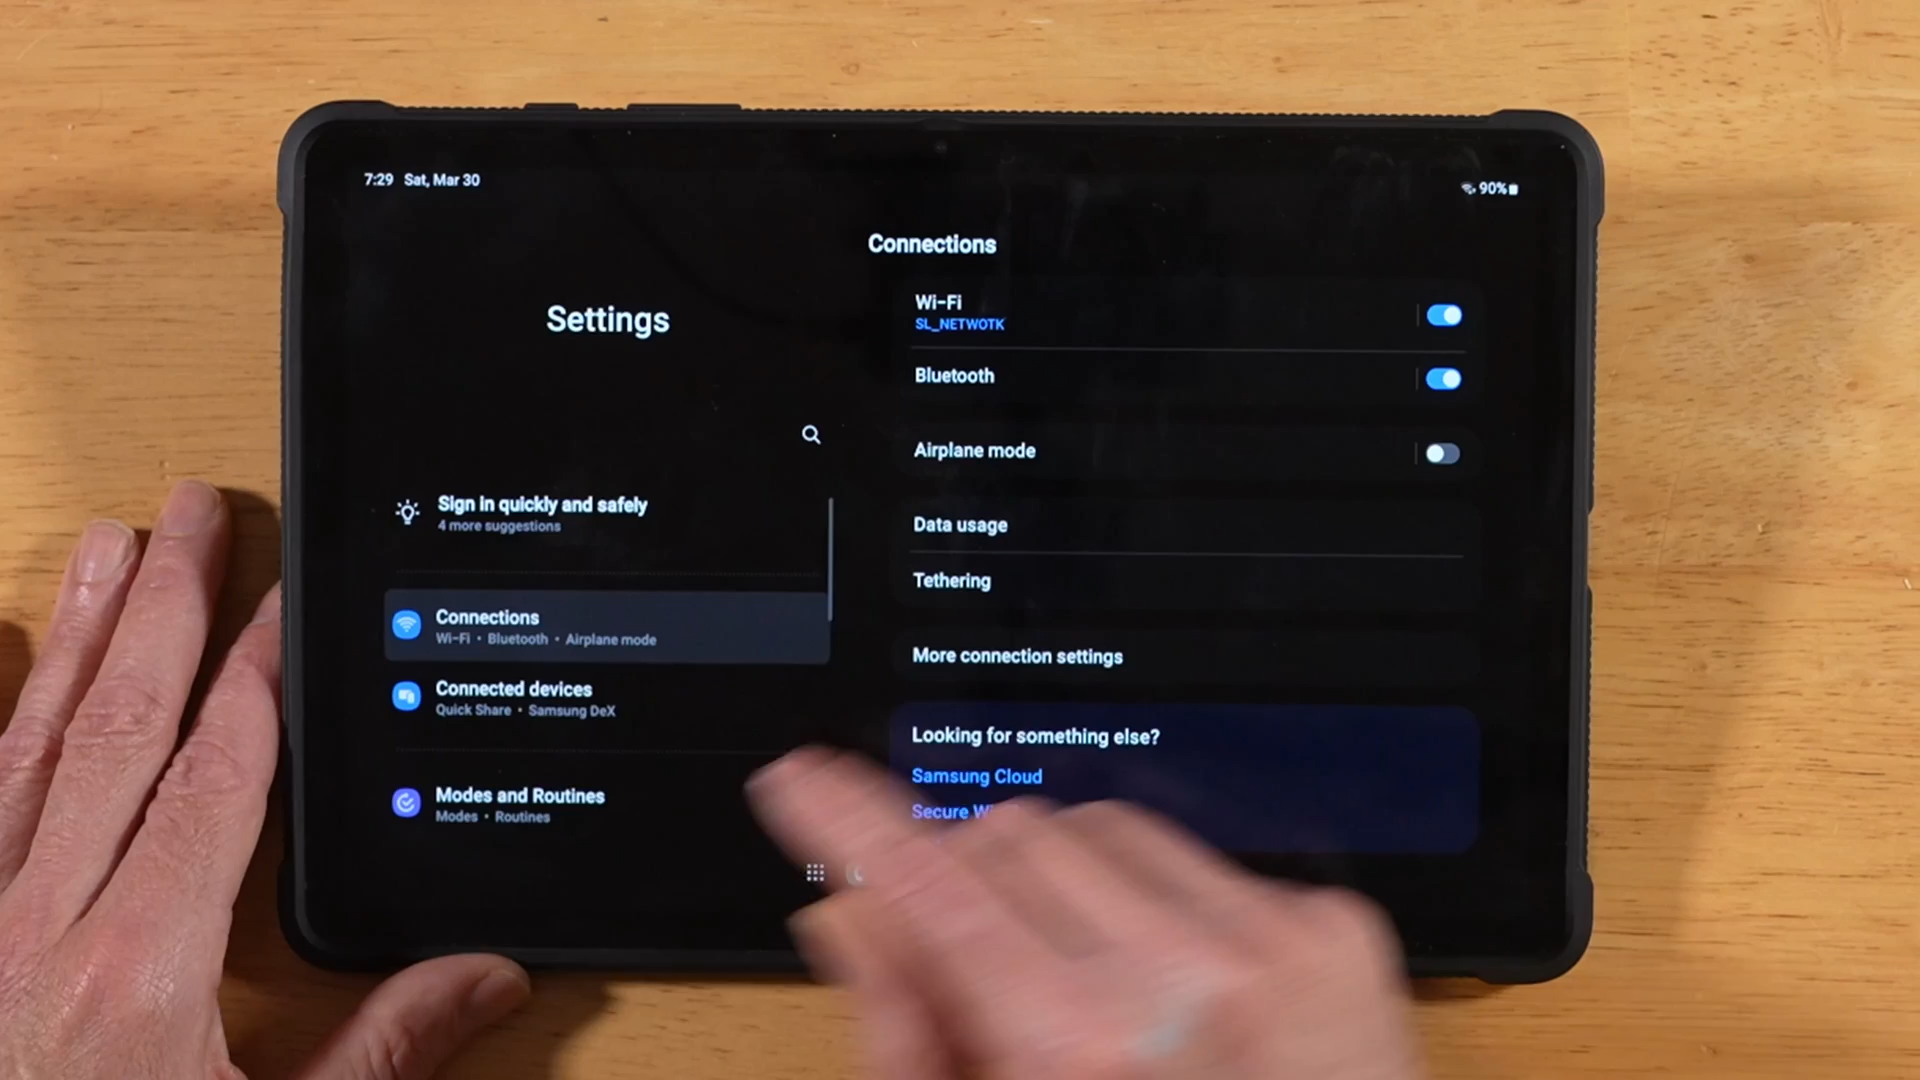 7:29 Sat, Mar 30
90%
Settings
Sign in quickly and safely
4 more suggestions
Connections
Wi-Fi • Bluetooth • Airplane mode
Connected devices
Quick Share • Samsung DeX
Modes and Routines
Modes • Routines
Connections
Wi-Fi
SL_NETWOTK
Bluetooth
Airplane mode
Data usage
Tethering
More connection settings
Looking for something else?
Samsung Cloud
Secure